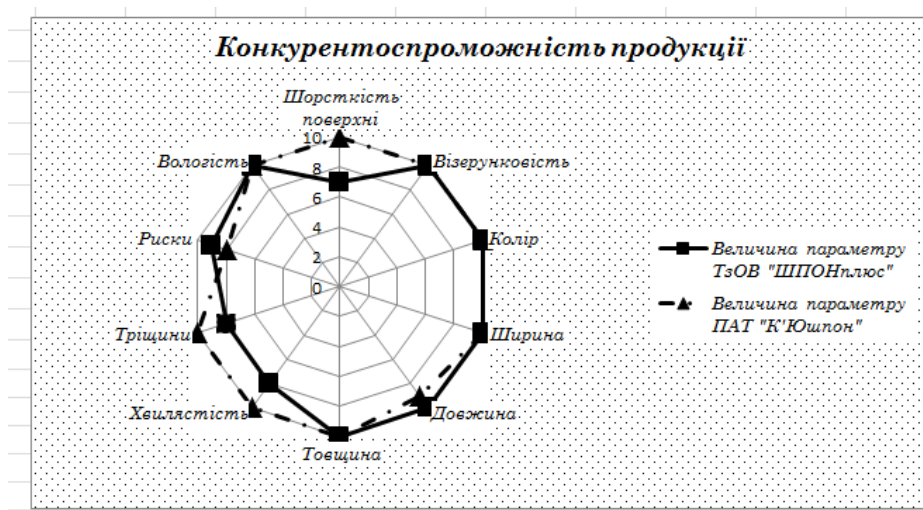 Конкурентоспроможність продукції
Шорсткість
поверхні
10
8
6
4
2
0
Візерунковість
Колір
Ширина
Довжина
Товщина
Хвилястість
Тріщини
Риски
Вологість
Величина параметру
ТзОВ "ШПОНплюс"
Величина параметру
ПАТ "К'Юшпон"